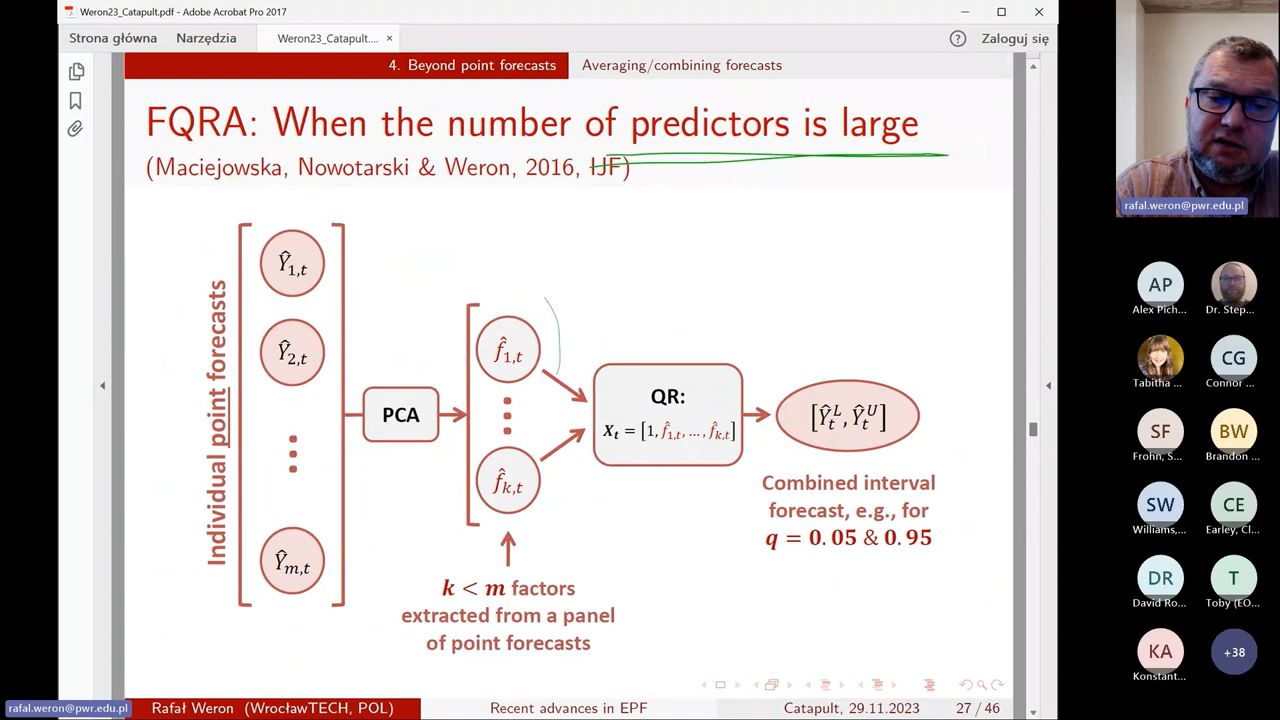 Weron23_Catapult.pdf - Adobe Acrobat Pro 2017
Strona główna
Narzędzia
Weron23_Catapult....
Zaloguj się
4. Beyond point forecasts
Averaging/combining forecasts
FQRA: When the number of predictors is large
(Maciejowska, Nowotarski & Weron, 2016, IJF)
Individual point forecasts
Ŷ1,t
Ŷ2,t
Ŷm,t
PCA
f̂1,t
f̂k,t
QR:
Xt = [1, f̂1,t, ..., f̂k,t]
[ŶtL, ŶtU]
Combined interval
forecast, e.g., for
q = 0.05 & 0.95
k < m factors
extracted from a panel
of point forecasts
Rafał Weron (WrocławTECH, POL)
Recent advances in EPF
Catapult, 29.11.2023
27 / 46
rafal.weron@pwr.edu.pl
rafal.weron@pwr.edu.pl
AP
Alex Pich...
Dr. Step...
Tabitha ...
CG
Connor ...
SF
Frohn, S...
BW
Brandon ...
SW
Williams,...
CE
Earley, Cl...
DR
David Ro...
T
Toby (EO...
KA
Konstant...
+38